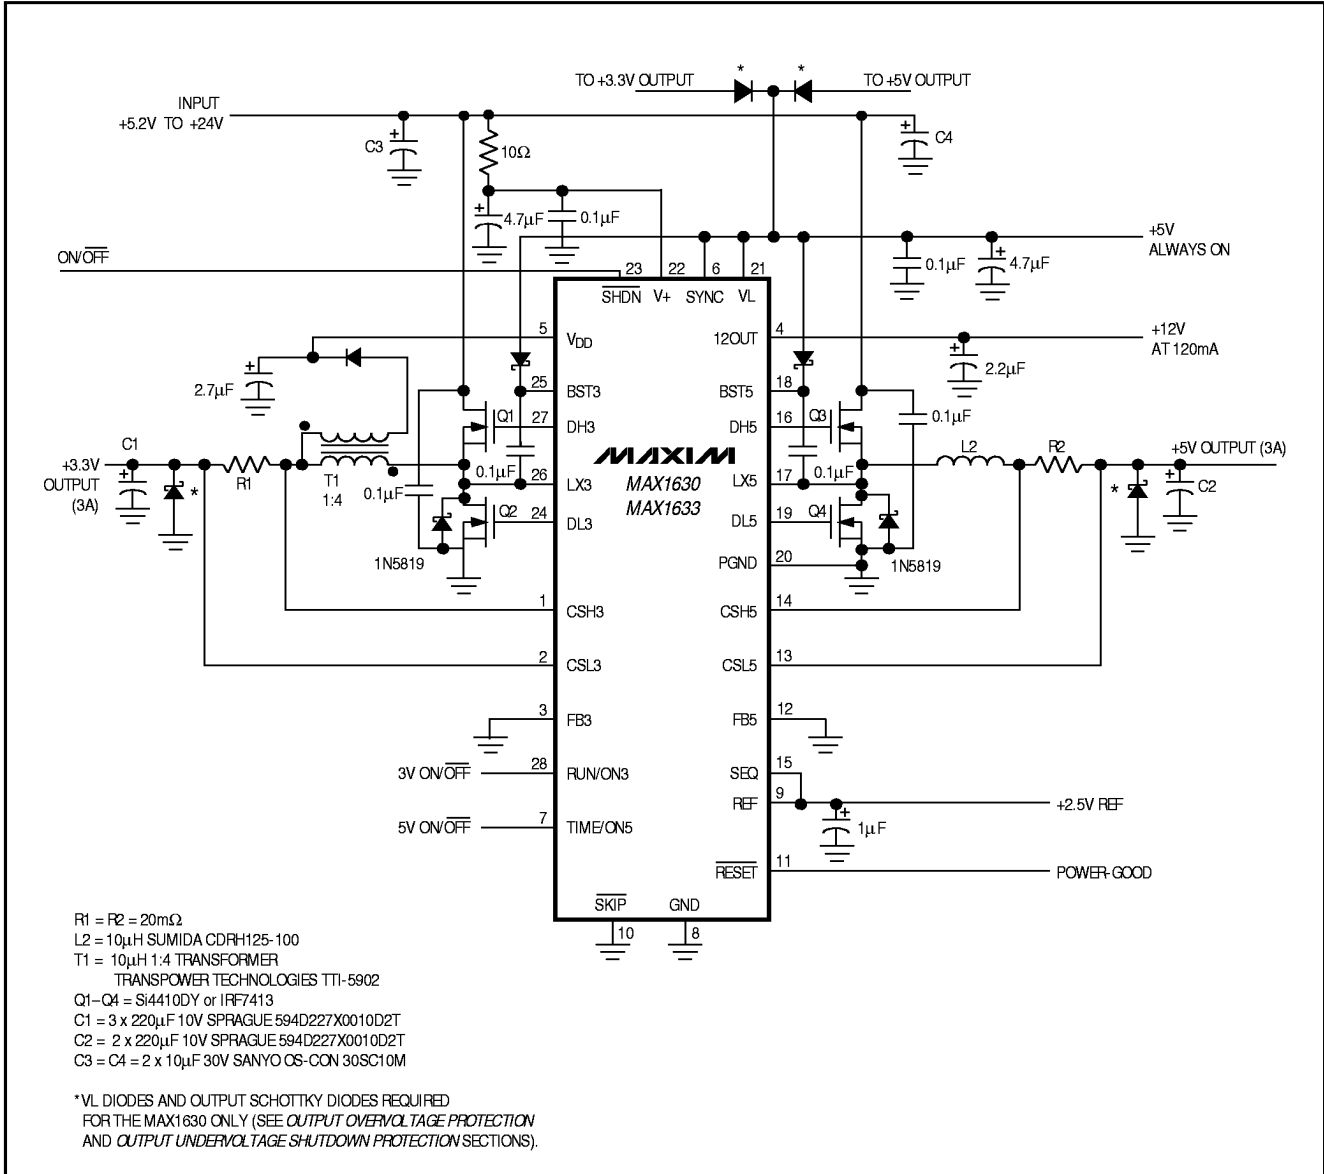 TO +3.3V OUTPUT
*
*
TO +5V OUTPUT
INPUT
+5.2V TO +24V
C3
+
10Ω
+
C4
+
4.7μF
0.1μF
ON/OFF
+5V
ALWAYS ON
0.1μF
+
4.7μF
23
22
6
21
SHDN
V+
SYNC
VL
5
VDD
12OUT
4
+12V
AT 120mA
+
2.2μF
+
2.7μF
25
BST3
BST5
18
Q1
27
DH3
DH5
16
Q3
0.1μF
C1
+3.3V
OUTPUT
(3A)
+
*
R1
T1
1:4
0.1μF
0.1μF
26
LX3
MAXIM
MAX1630
MAX1633
LX5
17
0.1μF
L2
R2
+5V OUTPUT (3A)
*
+
C2
Q2
24
DL3
DL5
19
Q4
1N5819
PGND
20
1N5819
1
CSH3
CSH5
14
2
CSL3
CSL5
13
3
FB3
FB5
12
3V ON/OFF
28
RUN/ON3
SEQ
15
REF
9
+2.5V REF
+
1μF
5V ON/OFF
7
TIME/ON5
RESET
11
POWER-GOOD
SKIP
GND
10
8
R1 = R2 = 20mΩ
L2 = 10μH SUMIDA CDRH125-100
T1 = 10μH 1:4 TRANSFORMER
TRANSPOWER TECHNOLOGIES TTI-5902
Q1–Q4 = Si4410DY or IRF7413
C1 = 3 x 220μF 10V SPRAGUE 594D227X0010D2T
C2 = 2 x 220μF 10V SPRAGUE 594D227X0010D2T
C3 = C4 = 2 x 10μF 30V SANYO OS-CON 30SC10M
* VL DIODES AND OUTPUT SCHOTTKY DIODES REQUIRED
FOR THE MAX1630 ONLY (SEE OUTPUT OVERVOLTAGE PROTECTION
AND OUTPUT UNDERVOLTAGE SHUTDOWN PROTECTION SECTIONS).